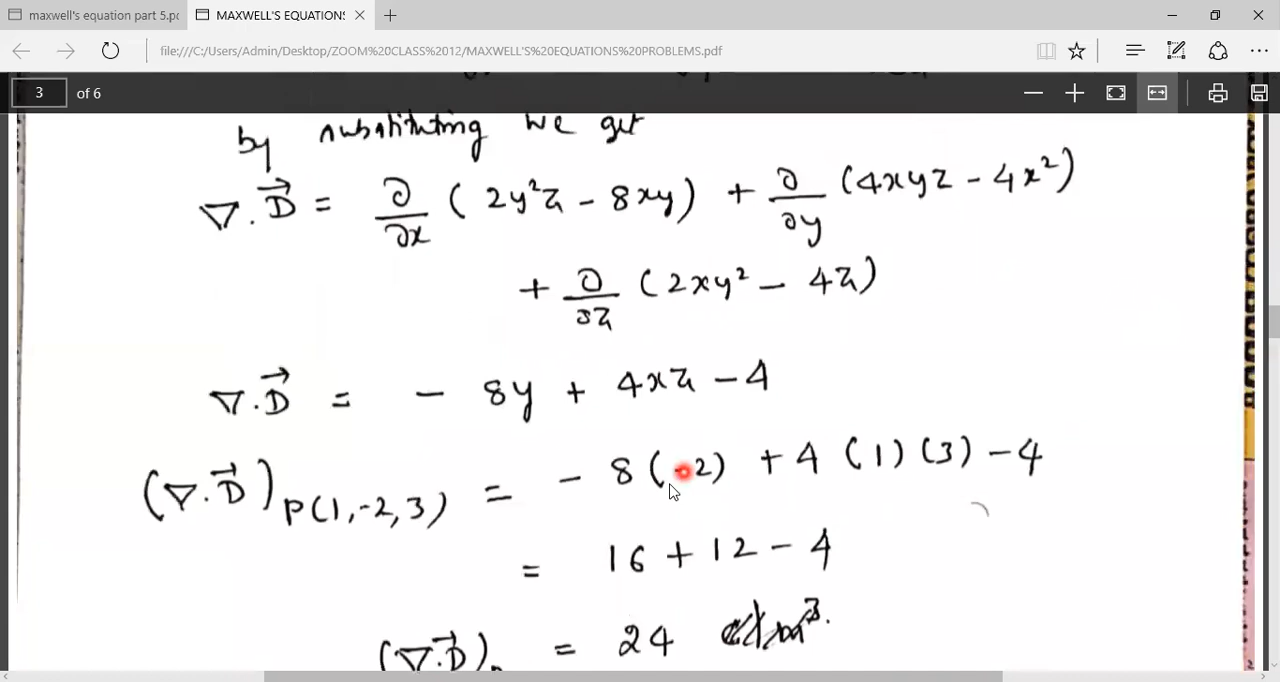 maxwell's equation part 5.pc
MAXWELL'S EQUATIONS
file:///C:/Users/Admin/Desktop/ZOOM%20CLASS%2012/MAXWELL'S%20EQUATIONS%20PROBLEMS.pdf
3 of 6
by substituting we get
∇.D⃗ = ∂/∂x (2y²z - 8xy) + ∂/∂y (4xyz - 4x²)
+ ∂/∂z (2xy² - 4z)
∇.D⃗ = - 8y + 4xz - 4
(∇.D⃗)P(1,-2,3) = - 8(-2) + 4(1)(3) - 4
= 16 + 12 - 4
(∇.D⃗) = 24